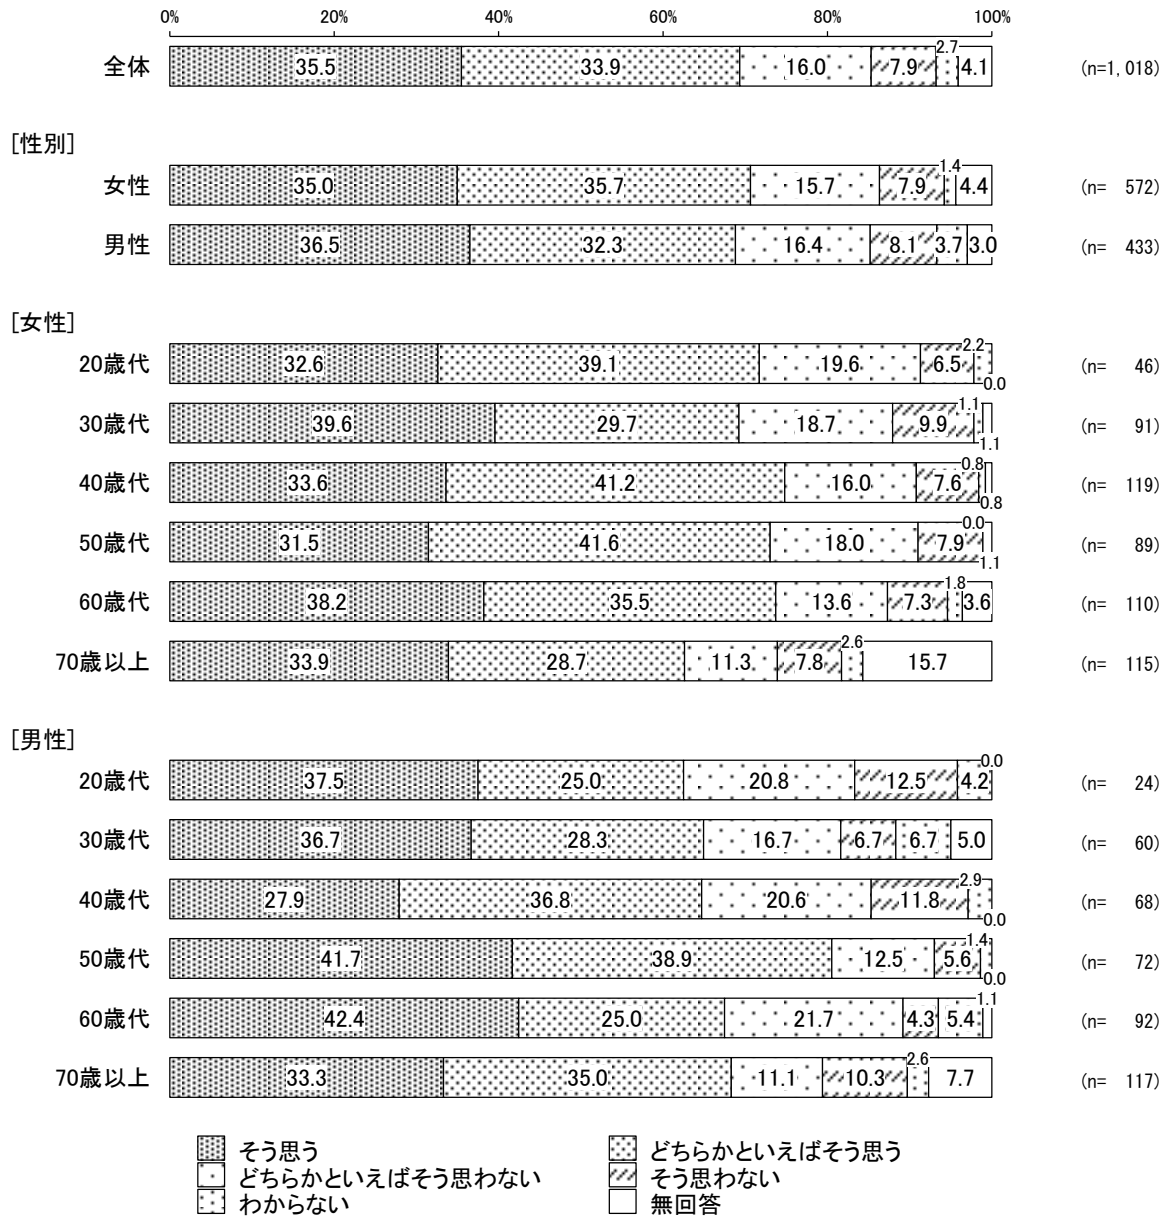 0% 20% 40% 60% 80% 100%
全体 35.5 33.9 16.0 7.9 2.7 4.1 (n=1,018)
[性別]
女性 35.0 35.7 15.7 7.9 1.4 4.4 (n= 572)
男性 36.5 32.3 16.4 8.1 3.7 3.0 (n= 433)
[女性]
20歳代 32.6 39.1 19.6 6.5 2.2 0.0 (n= 46)
30歳代 39.6 29.7 18.7 9.9 1.1 1.1 (n= 91)
40歳代 33.6 41.2 16.0 7.6 0.8 0.8 (n= 119)
50歳代 31.5 41.6 18.0 7.9 0.0 1.1 (n= 89)
60歳代 38.2 35.5 13.6 7.3 1.8 3.6 (n= 110)
70歳以上 33.9 28.7 11.3 7.8 2.6 15.7 (n= 115)
[男性]
20歳代 37.5 25.0 20.8 12.5 4.2 0.0 (n= 24)
30歳代 36.7 28.3 16.7 6.7 6.7 5.0 (n= 60)
40歳代 27.9 36.8 20.6 11.8 2.9 0.0 (n= 68)
50歳代 41.7 38.9 12.5 5.6 1.4 0.0 (n= 72)
60歳代 42.4 25.0 21.7 4.3 5.4 1.1 (n= 92)
70歳以上 33.3 35.0 11.1 10.3 2.6 7.7 (n= 117)
そう思う どちらかといえばそう思う
どちらかといえばそう思わない そう思わない
わからない 無回答